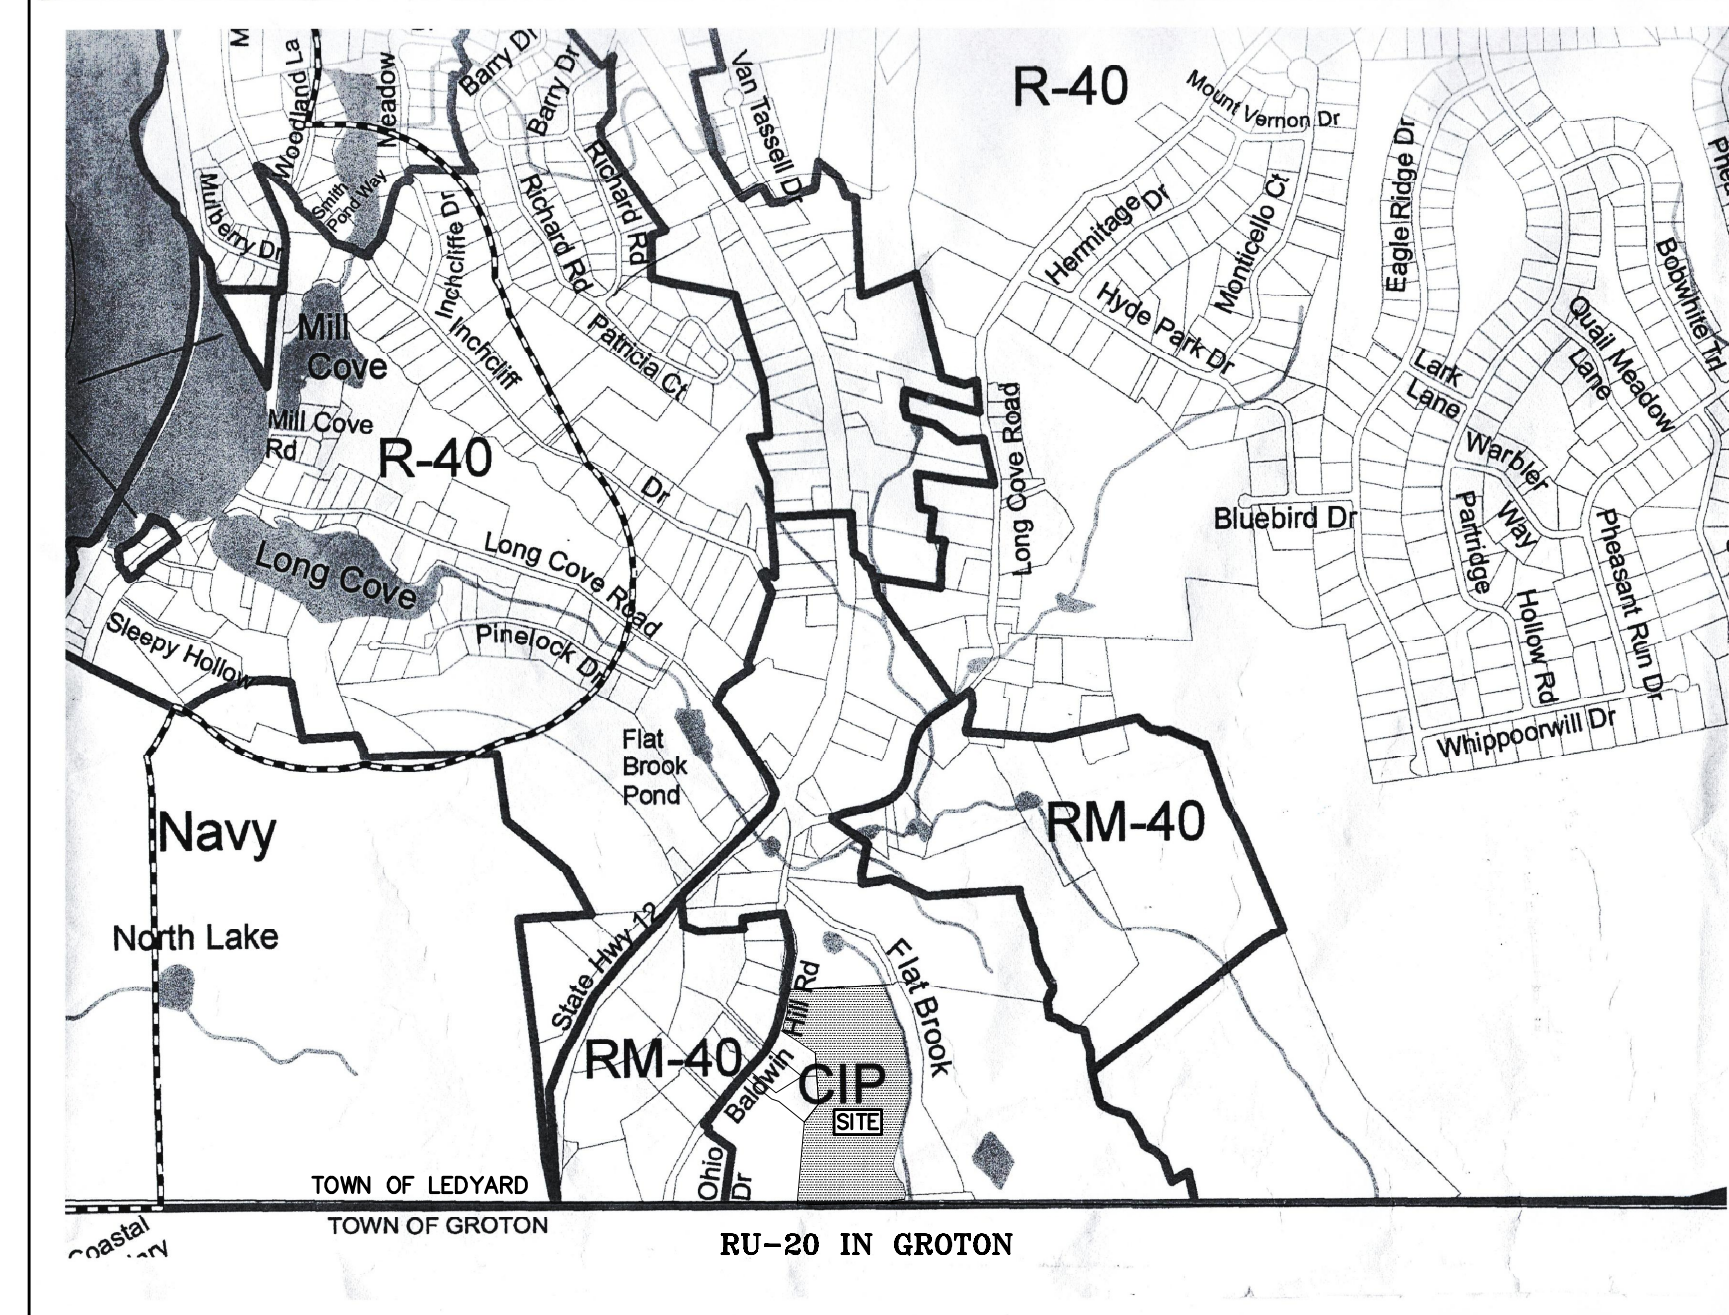 Woodland La
Meadow
Barry Dr
Barry Dr
Van Tassell Dr
R-40
Mount Vernon Dr
Mulberry Dr
Smith
Pond Way
Inchcliffe Dr
Richard Rd
Richard Rd
Hermitage Dr
Monticello Ct
Eagle Ridge Dr
Bobwhite Trl
Mill
Cove
Inchcliff
Dr
Patricia Ct
Hyde Park Dr
Quail Meadow
Lane
Lark
Lane
Mill Cove
Rd
R-40
Long Cove Road
Warbler
Way
Bluebird Dr
Partridge
Hollow Rd
Pheasant Run Dr
Long Cove
Long Cove Road
Sleepy Hollow
Pinelock Dr
Whippoorwill Dr
Flat
Brook
Pond
Navy
RM-40
North Lake
State Hwy 12
Flat Brook
RM-40
Baldwin Hill Rd
CIP
SITE
Ohio
Dr
TOWN OF LEDYARD
TOWN OF GROTON
Coastal
RU-20 IN GROTON